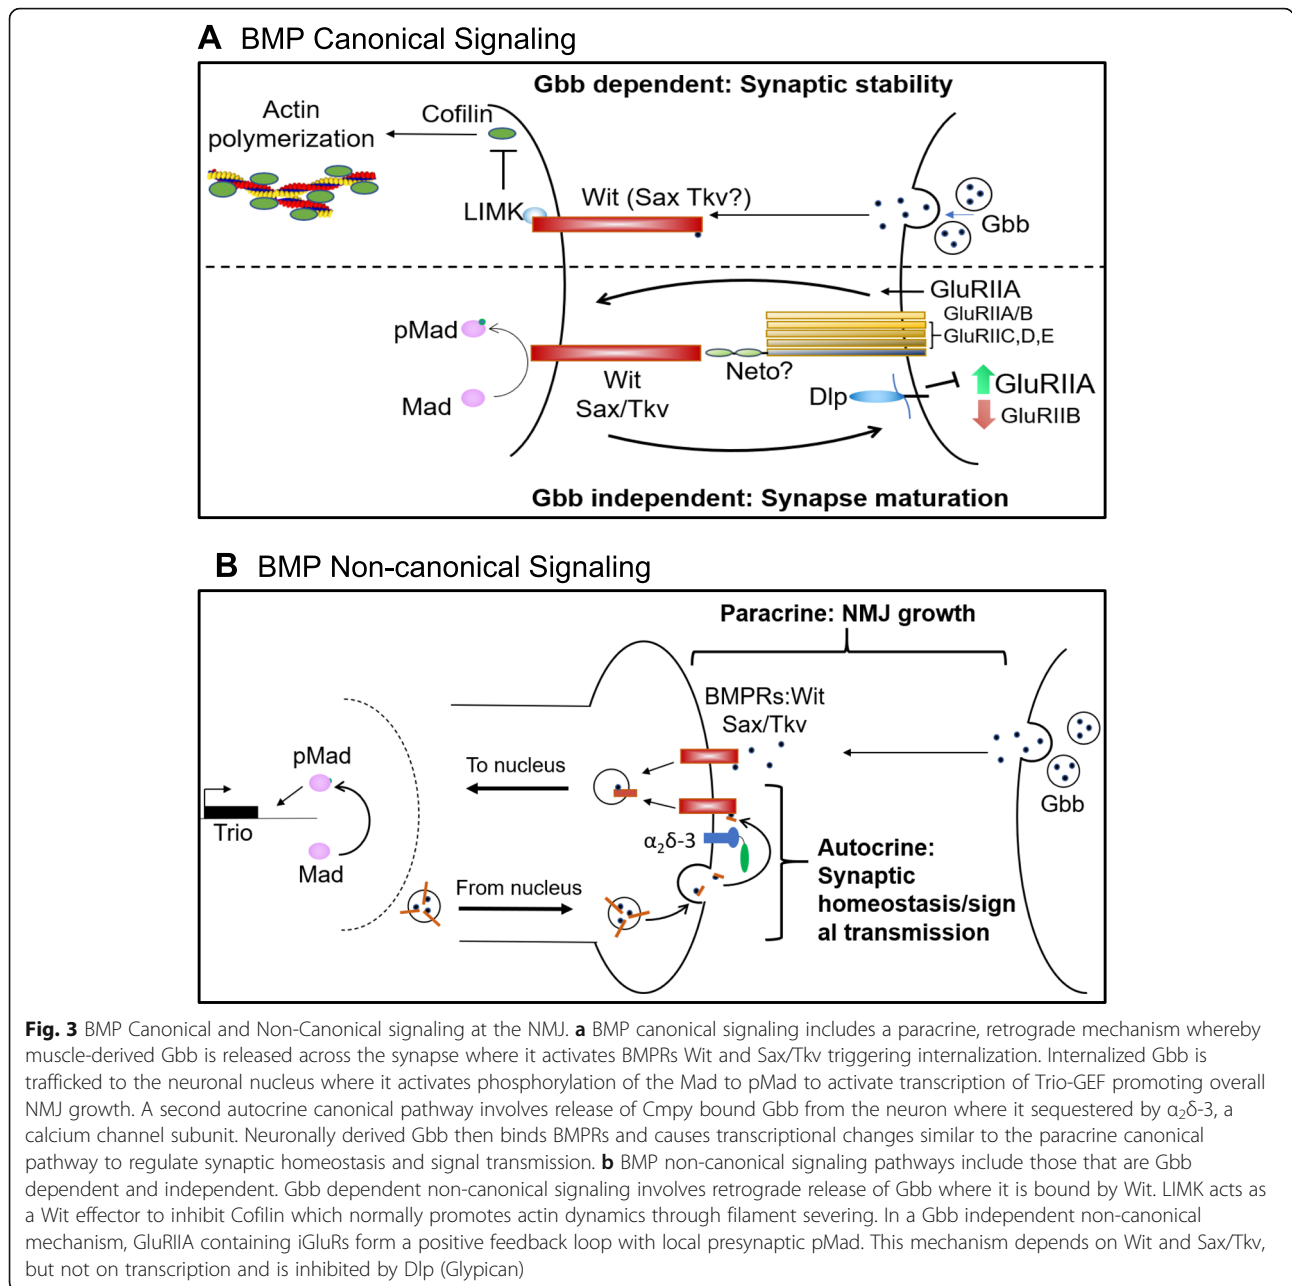 A BMP Canonical Signaling
Gbb dependent: Synaptic stability
Actin
polymerization
Cofilin
LIMK
Wit (Sax Tkv?)
Gbb
GluRIIA
GluRIIA/B
GluRIIC,D,E
pMad
Mad
Wit
Sax/Tkv
Neto?
Dlp
GluRIIA
GluRIIB
Gbb independent: Synapse maturation
B BMP Non-canonical Signaling
Paracrine: NMJ growth
BMPRs:Wit
Sax/Tkv
pMad
To nucleus
Gbb
Trio
Mad
α₂δ-3
From nucleus
Autocrine:
Synaptic
homeostasis/sign
al transmission
Fig. 3 BMP Canonical and Non-Canonical signaling at the NMJ. a BMP canonical signaling includes a paracrine, retrograde mechanism whereby
muscle-derived Gbb is released across the synapse where it activates BMPRs Wit and Sax/Tkv triggering internalization. Internalized Gbb is
trafficked to the neuronal nucleus where it activates phosphorylation of the Mad to pMad to activate transcription of Trio-GEF promoting overall
NMJ growth. A second autocrine canonical pathway involves release of Cmpy bound Gbb from the neuron where it sequestered by α₂δ-3, a
calcium channel subunit. Neuronally derived Gbb then binds BMPRs and causes transcriptional changes similar to the paracrine canonical
pathway to regulate synaptic homeostasis and signal transmission. b BMP non-canonical signaling pathways include those that are Gbb
dependent and independent. Gbb dependent non-canonical signaling involves retrograde release of Gbb where it is bound by Wit. LIMK acts as
a Wit effector to inhibit Cofilin which normally promotes actin dynamics through filament severing. In a Gbb independent non-canonical
mechanism, GluRIIA containing iGluRs form a positive feedback loop with local presynaptic pMad. This mechanism depends on Wit and Sax/Tkv,
but not on transcription and is inhibited by Dlp (Glypican)